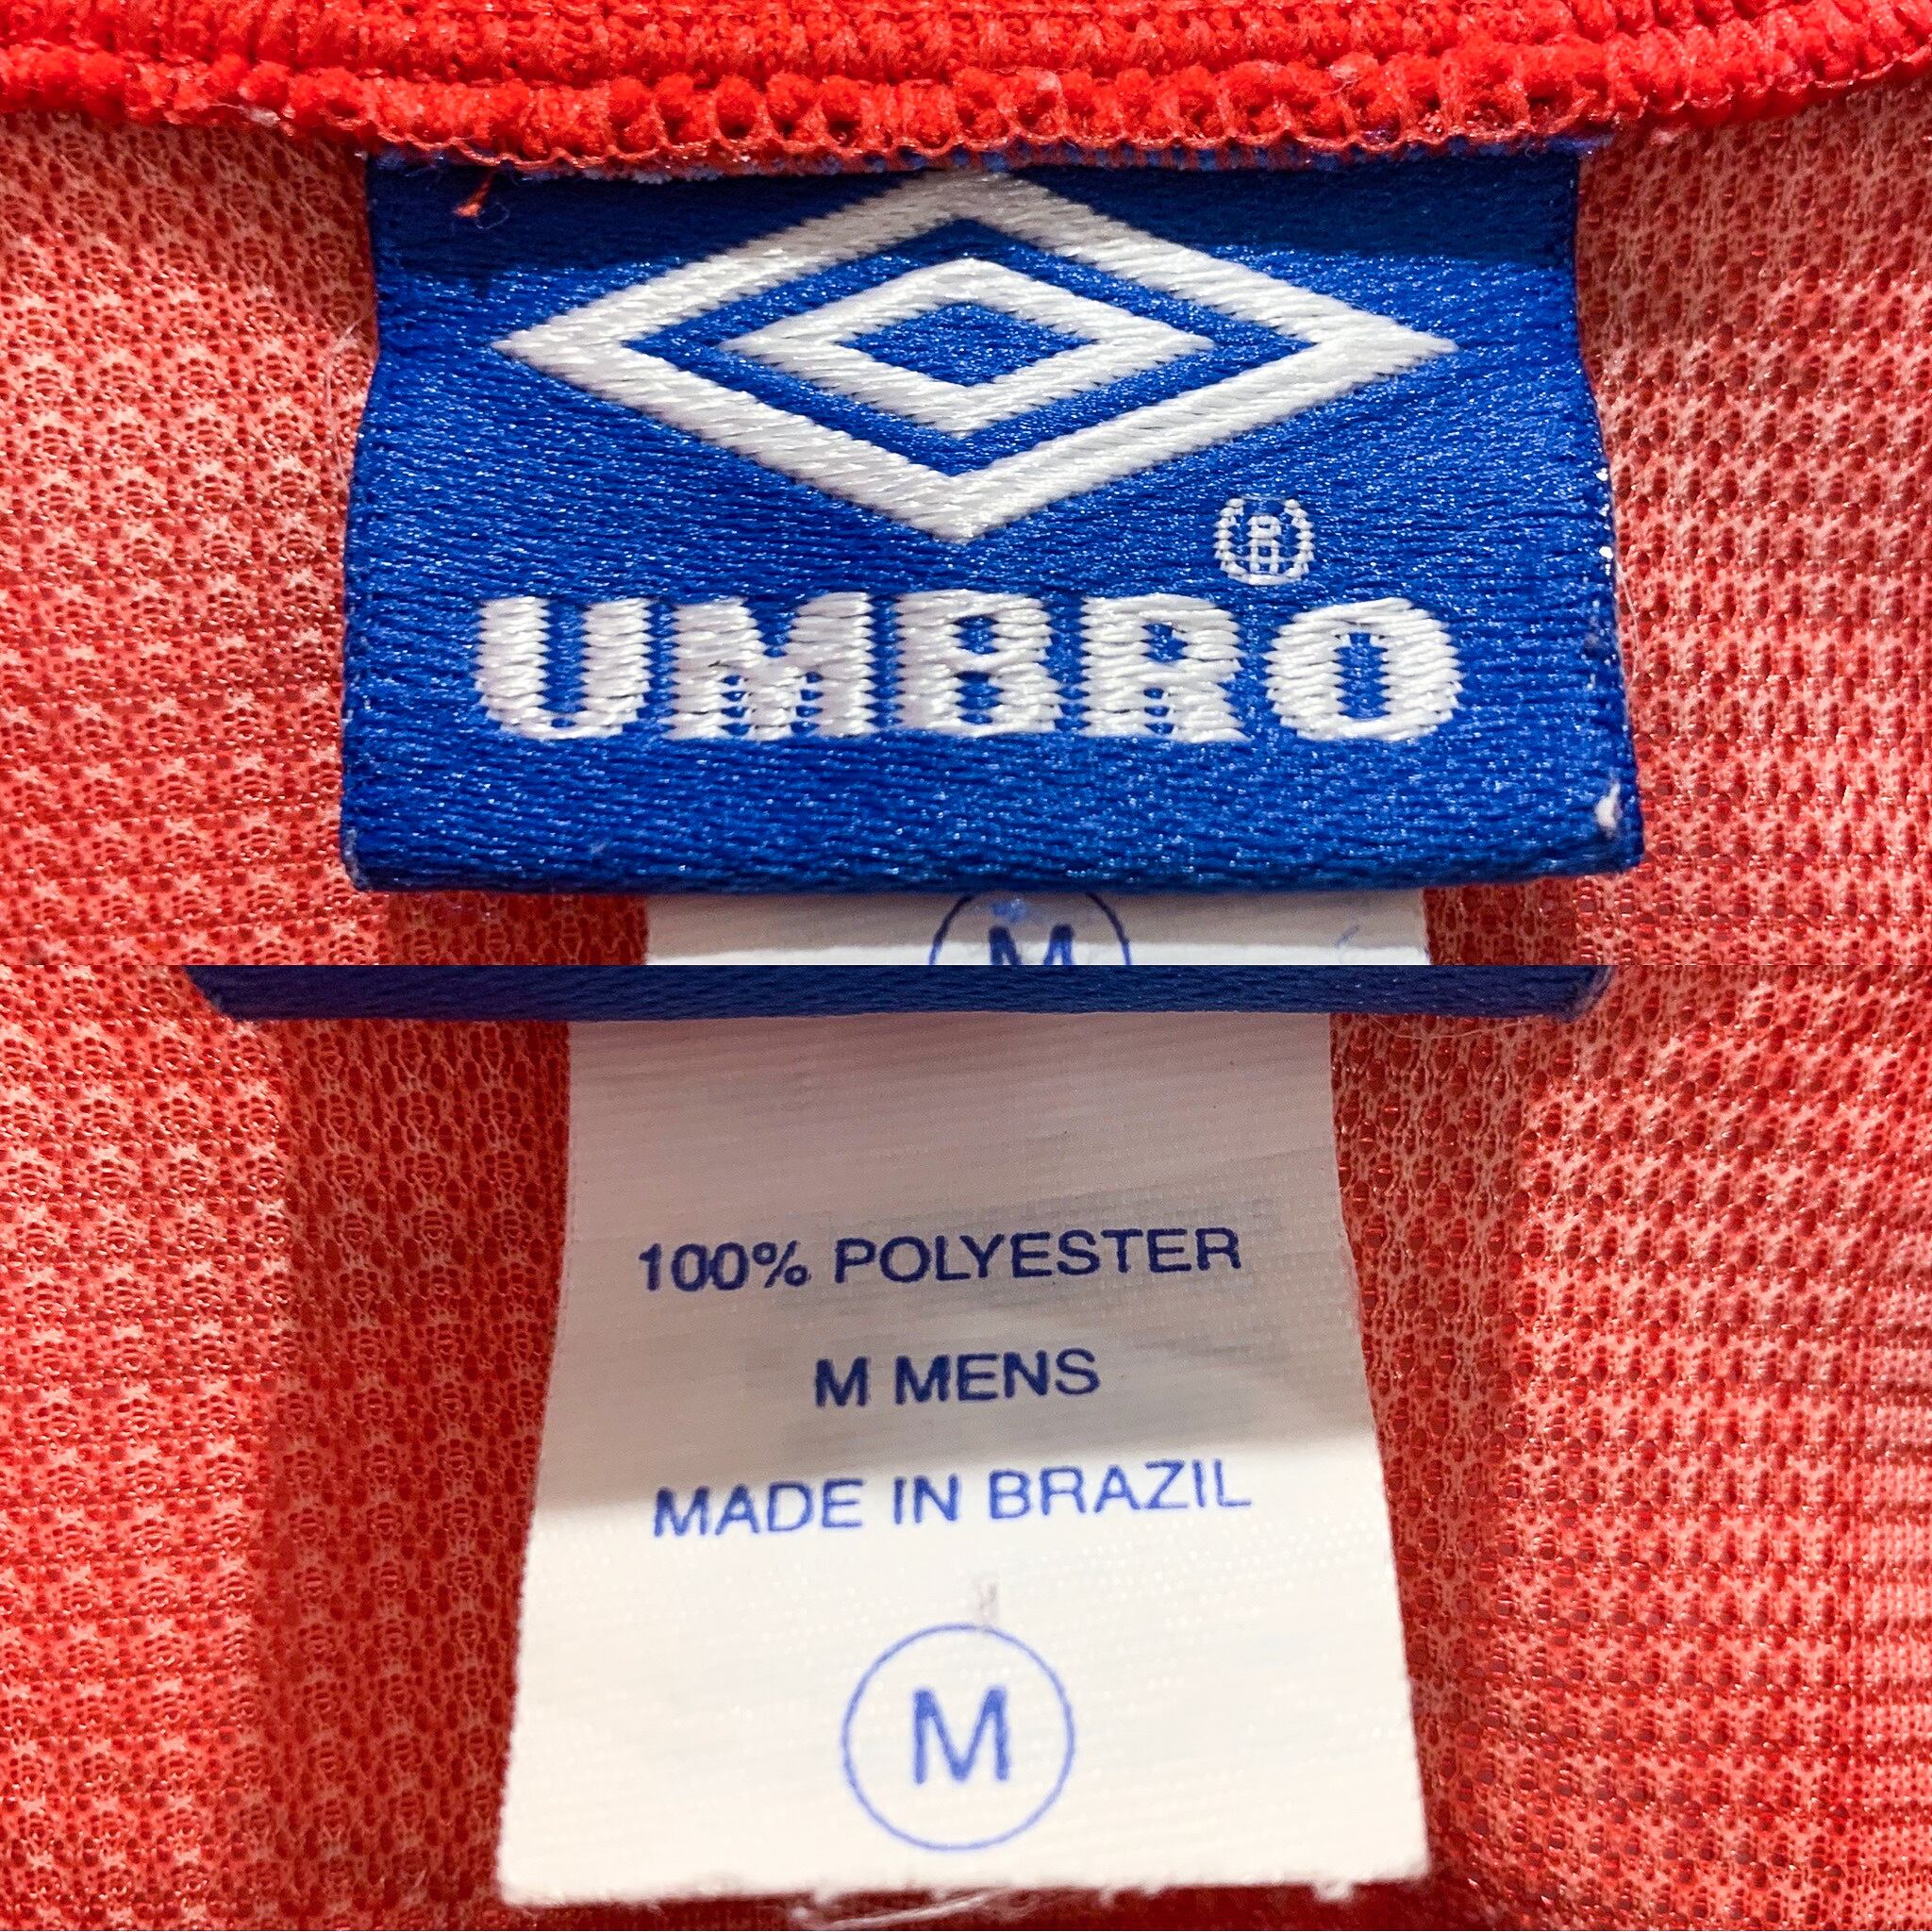 ®
UMBRO
M
100% POLYESTER
M MENS
MADE IN BRAZIL
M